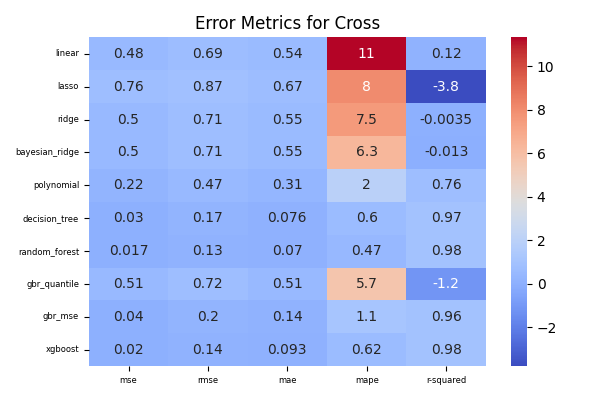 Error Metrics for Cross
linear 0.48 0.69 0.54 11 0.12
lasso 0.76 0.87 0.67 8 -3.8
ridge 0.5 0.71 0.55 7.5 -0.0035
bayesian_ridge 0.5 0.71 0.55 6.3 -0.013
polynomial 0.22 0.47 0.31 2 0.76
decision_tree 0.03 0.17 0.076 0.6 0.97
random_forest 0.017 0.13 0.07 0.47 0.98
gbr_quantile 0.51 0.72 0.51 5.7 -1.2
gbr_mse 0.04 0.2 0.14 1.1 0.96
xgboost 0.02 0.14 0.093 0.62 0.98
mse rmse mae mape r-squared
10
8
6
4
2
0
−2